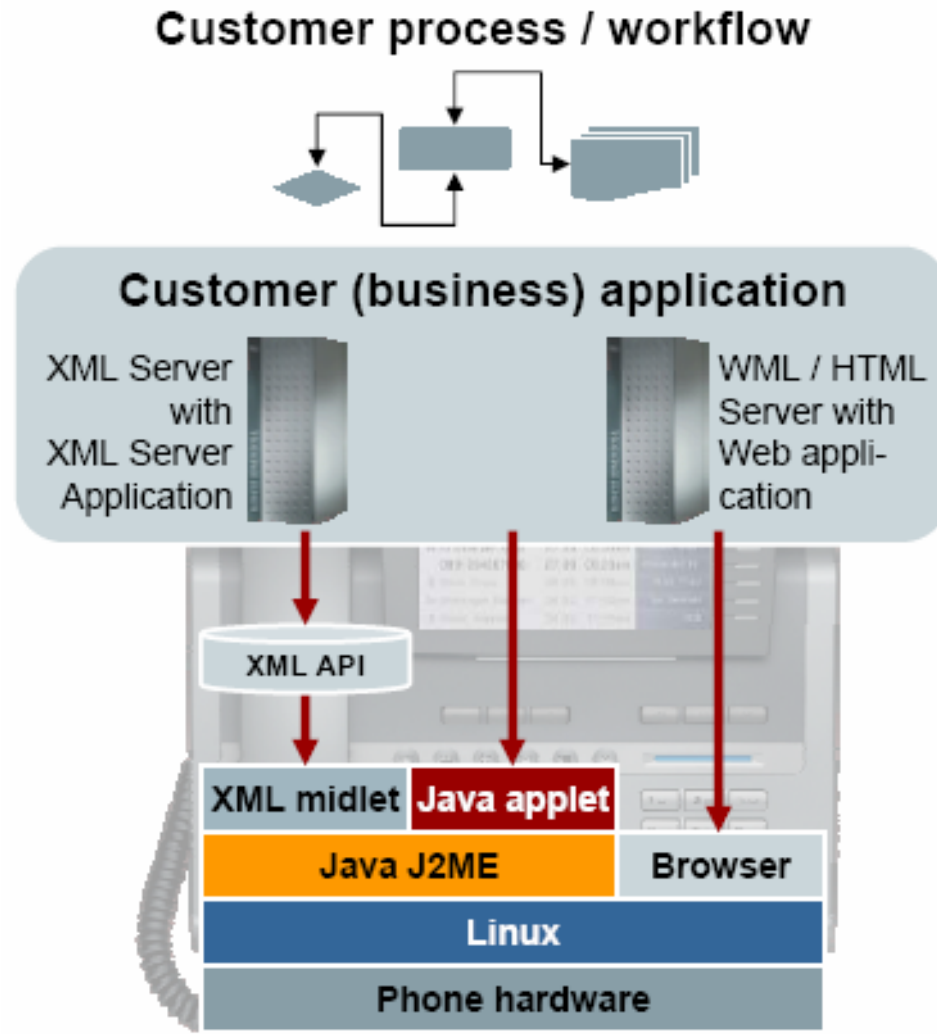 Customer process / workflow
Customer (business) application
XML Server
with
XML Server
Application
WML / HTML
Server with
Web appli-
cation
XML API
XML midlet
Java applet
Java J2ME
Browser
Linux
Phone hardware